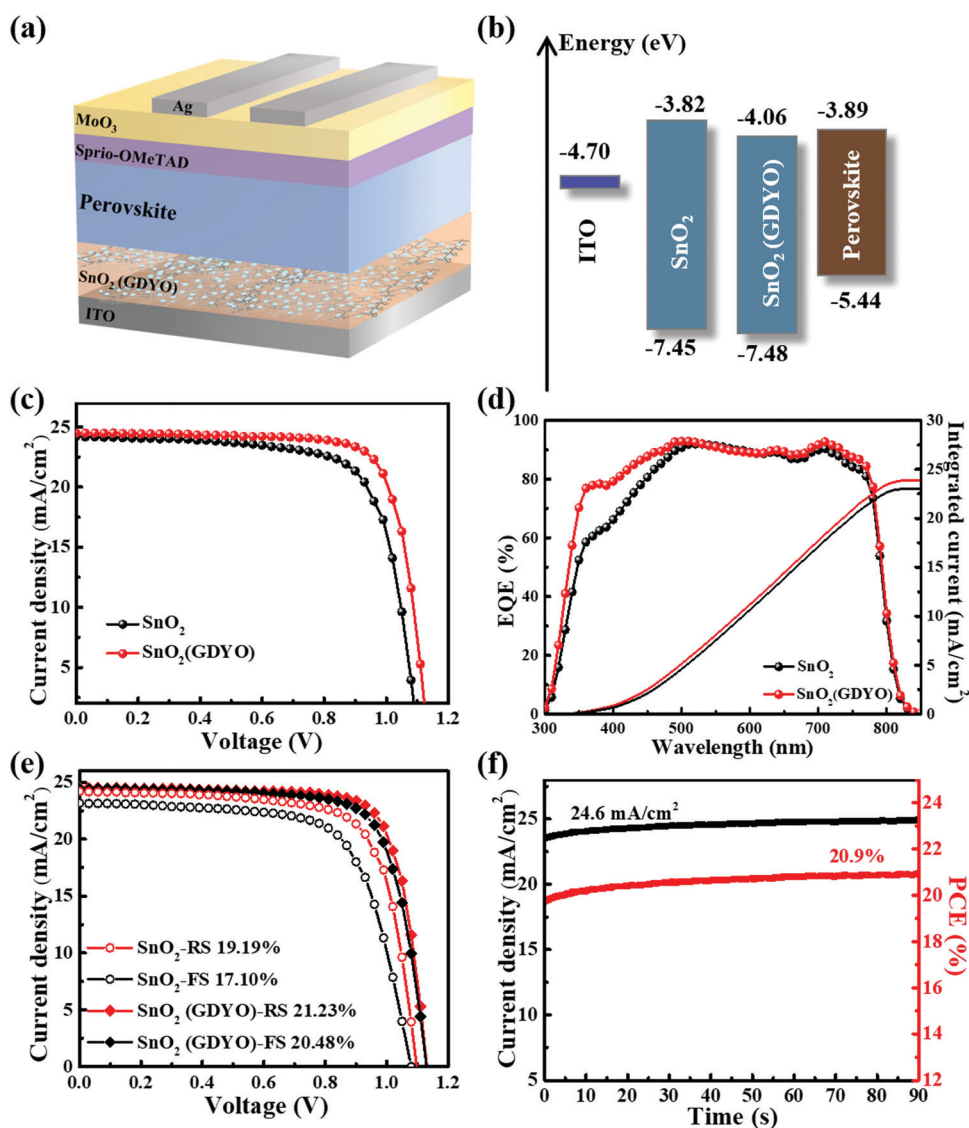 (a)
Ag
MoO₃
Sprio-OMeTAD
Perovskite
SnO₂ (GDYO)
ITO
(b)
Energy (eV)
-4.70
ITO
-3.82
SnO₂
-7.45
-4.06
SnO₂ (GDYO)
-7.48
-3.89
Perovskite
-5.44
(c)
Current density (mA/cm²)
25
20
15
10
5
SnO₂
SnO₂(GDYO)
0.0 0.2 0.4 0.6 0.8 1.0 1.2
Voltage (V)
(d)
EQE (%)
100
80
60
40
20
0
SnO₂
SnO₂(GDYO)
300 400 500 600 700 800
Wavelength (nm)
30
25
20
15
10
5
0
Integrated current (mA/cm²)
(e)
Current density (mA/cm²)
25
20
15
10
5
0
SnO₂-RS 19.19%
SnO₂-FS 17.10%
SnO₂ (GDYO)-RS 21.23%
SnO₂ (GDYO)-FS 20.48%
0.0 0.2 0.4 0.6 0.8 1.0 1.2
Voltage (V)
(f)
Current density (mA/cm²)
25
20
15
10
5
24.6 mA/cm²
20.9%
0 10 20 30 40 50 60 70 80 90
Time (s)
24
22
20
18
16
14
12
PCE (%)